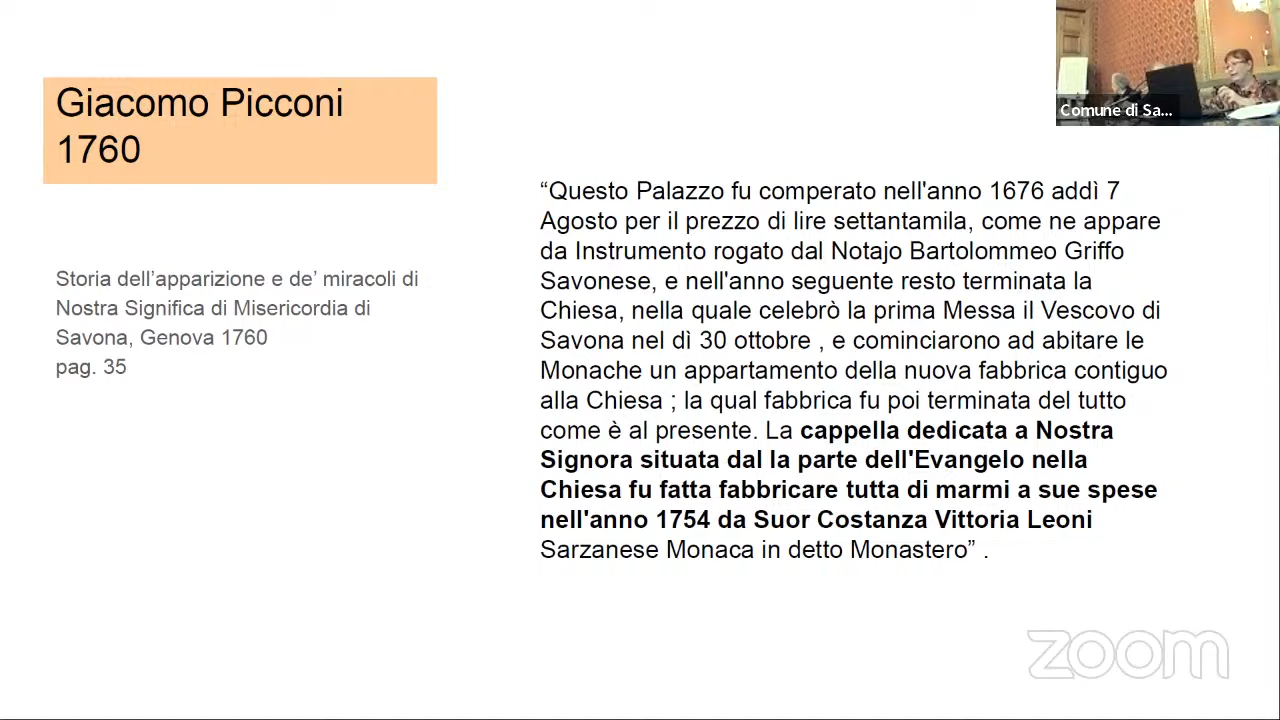 Giacomo Picconi
1760
Storia dell’apparizione e de’ miracoli di
Nostra Significa di Misericordia di
Savona, Genova 1760
pag. 35
Comune di Sa...
“Questo Palazzo fu comperato nell'anno 1676 addì 7
Agosto per il prezzo di lire settantamila, come ne appare
da Instrumento rogato dal Notajo Bartolommeo Griffo
Savonese, e nell'anno seguente resto terminata la
Chiesa, nella quale celebrò la prima Messa il Vescovo di
Savona nel dì 30 ottobre , e cominciarono ad abitare le
Monache un appartamento della nuova fabbrica contiguo
alla Chiesa ; la qual fabbrica fu poi terminata del tutto
come è al presente. La cappella dedicata a Nostra
Signora situata dal la parte dell'Evangelo nella
Chiesa fu fatta fabbricare tutta di marmi a sue spese
nell'anno 1754 da Suor Costanza Vittoria Leoni
Sarzanese Monaca in detto Monastero” .
zoom